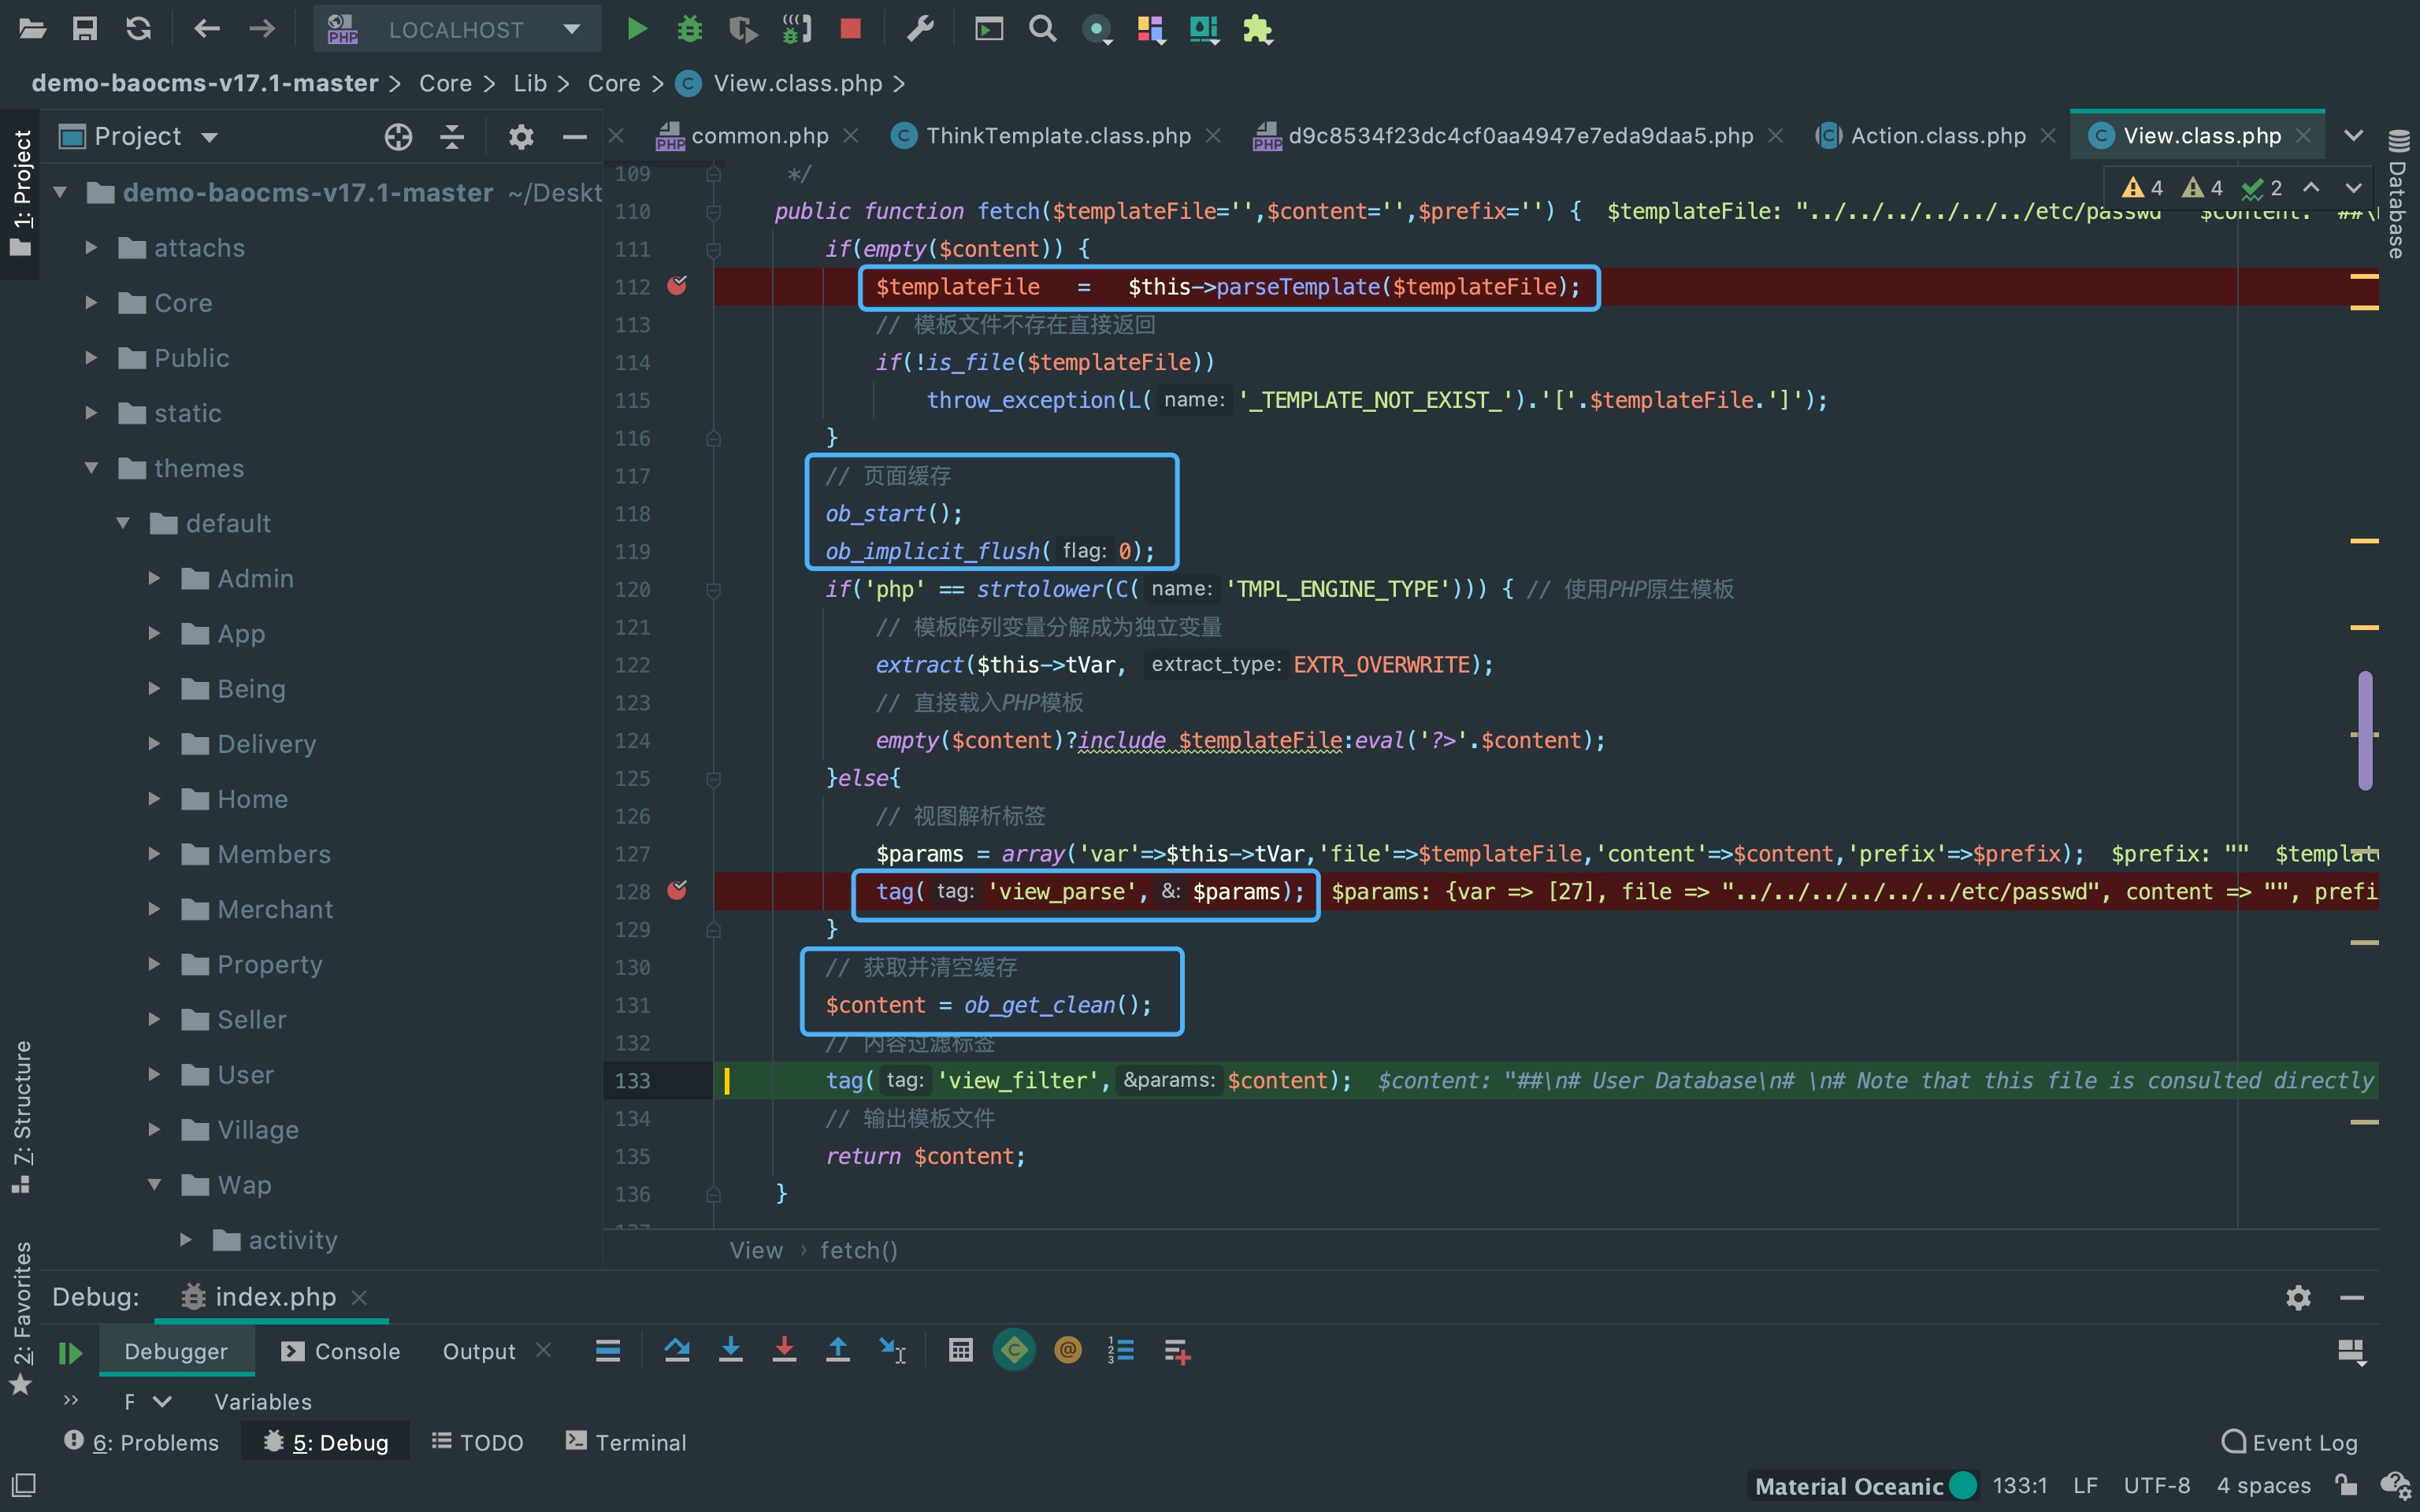 LOCALHOST
demo-baocms-v17.1-master > Core > Lib > Core > View.class.php >
1: Project
Project
common.php
ThinkTemplate.class.php
d9c8534f23dc4cf0aa4947e7eda9daa5.php
Action.class.php
View.class.php
Database
4 4 2
demo-baocms-v17.1-master ~/Deskt
attachs
Core
Public
static
themes
default
Admin
App
Being
Delivery
Home
Members
Merchant
Property
Seller
User
Village
Wap
activity
109 */
110 public function fetch($templateFile='',$content='',$prefix='') { $templateFile: "../../../../../../etc/passwd" $content: "##\
111 if(empty($content)) {
112 $templateFile = $this->parseTemplate($templateFile);
113 // 模板文件不存在直接返回
114 if(!is_file($templateFile))
115 throw_exception(L( name: '_TEMPLATE_NOT_EXIST_').'['.$templateFile.']');
116 }
117 // 页面缓存
118 ob_start();
119 ob_implicit_flush( flag: 0);
120 if('php' == strtolower(C( name: 'TMPL_ENGINE_TYPE'))) { // 使用PHP原生模板
121 // 模板阵列变量分解成为独立变量
122 extract($this->tVar, extract_type: EXTR_OVERWRITE);
123 // 直接载入PHP模板
124 empty($content)?include $templateFile:eval('?>'.$content);
125 }else{
126 // 视图解析标签
127 $params = array('var'=>$this->tVar,'file'=>$templateFile,'content'=>$content,'prefix'=>$prefix); $prefix: "" $templat
128 tag( tag: 'view_parse', &: $params); $params: {var => [27], file => "../../../../../../etc/passwd", content => "", prefi
129 }
130 // 获取并清空缓存
131 $content = ob_get_clean();
132 // 内容过滤标签
133 tag( tag: 'view_filter', &params: $content); $content: "##\n# User Database\n# \n# Note that this file is consulted directly
134 // 输出模板文件
135 return $content;
136 }
137
View › fetch()
7: Structure
2: Favorites
Debug: index.php
Debugger Console Output
F Variables
6: Problems 5: Debug TODO Terminal Event Log
Material Oceanic 133:1 LF UTF-8 4 spaces